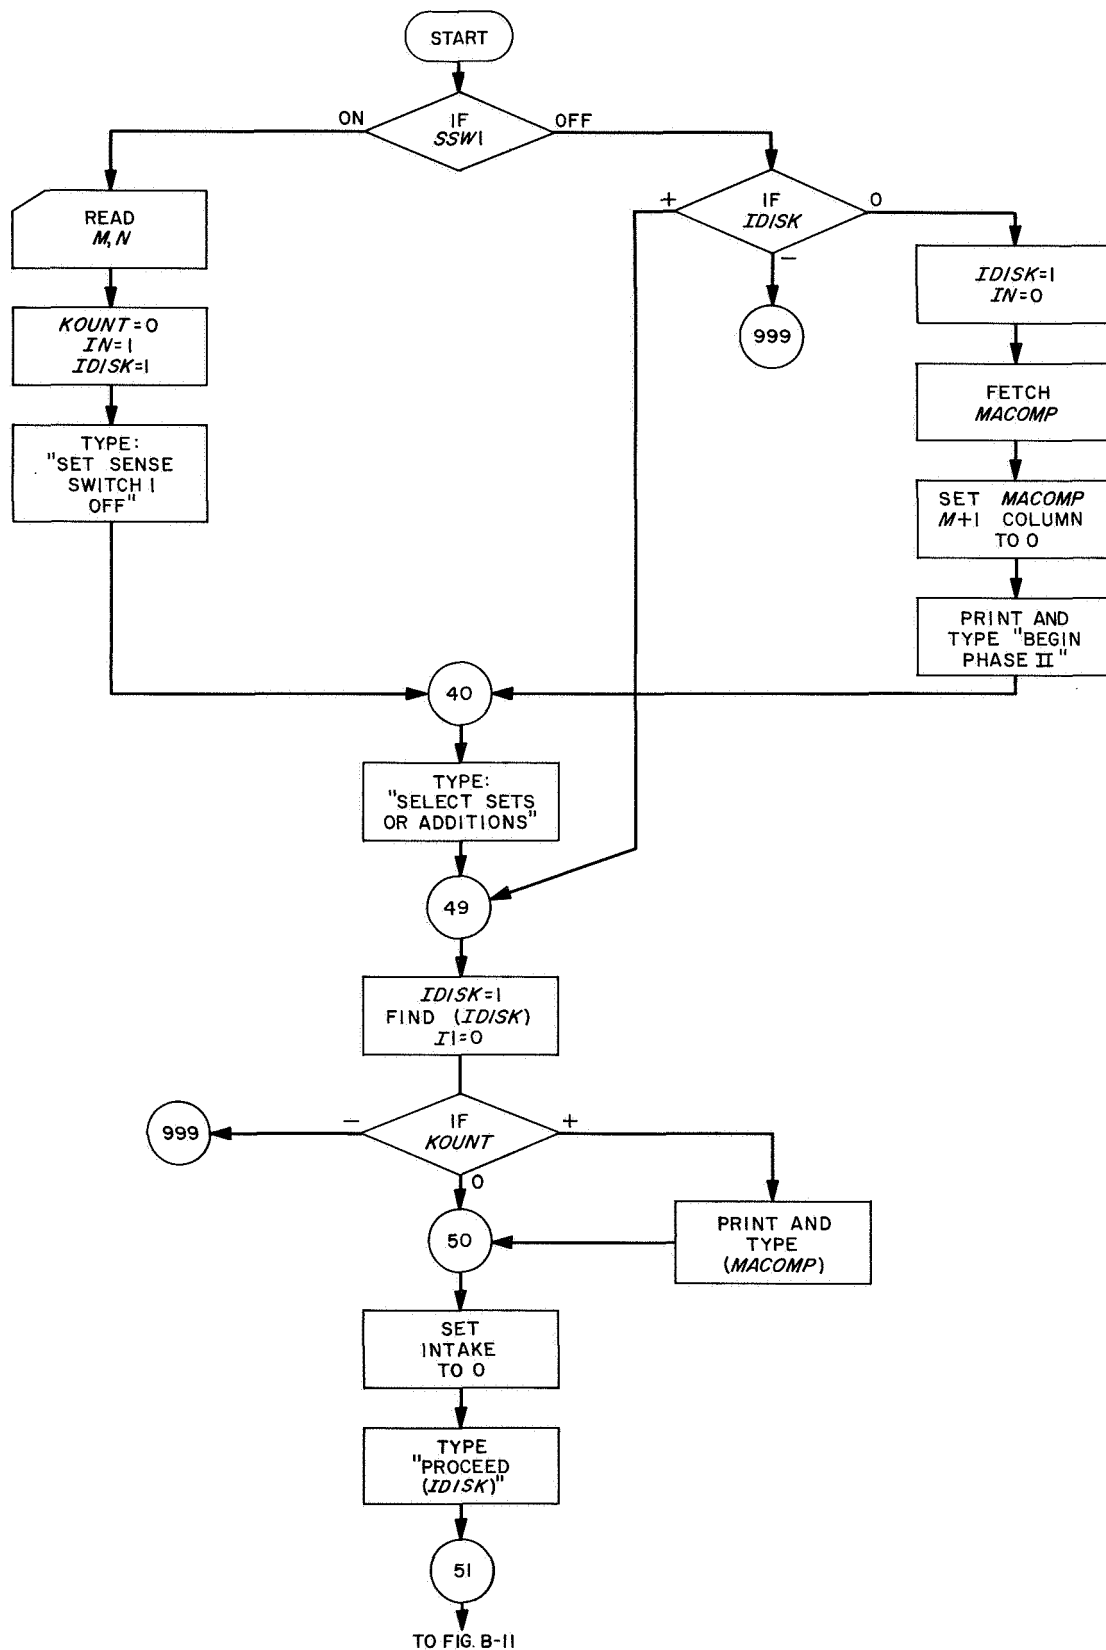 START
IF
SSW1
ON
OFF
READ
M, N
KOUNT=0
IN=1
IDISK=1
TYPE:
"SET SENSE
SWITCH 1
OFF"
IF
IDISK
+
0
−
999
IDISK=1
IN=0
FETCH
MACOMP
SET MACOMP
M+1 COLUMN
TO 0
PRINT AND
TYPE "BEGIN
PHASE II"
40
TYPE:
"SELECT SETS
OR ADDITIONS"
49
IDISK=1
FIND (IDISK)
I1=0
IF
KOUNT
−
+
0
999
50
PRINT AND
TYPE
(MACOMP)
SET
INTAKE
TO 0
TYPE
"PROCEED
(IDISK)"
51
TO FIG. B-11